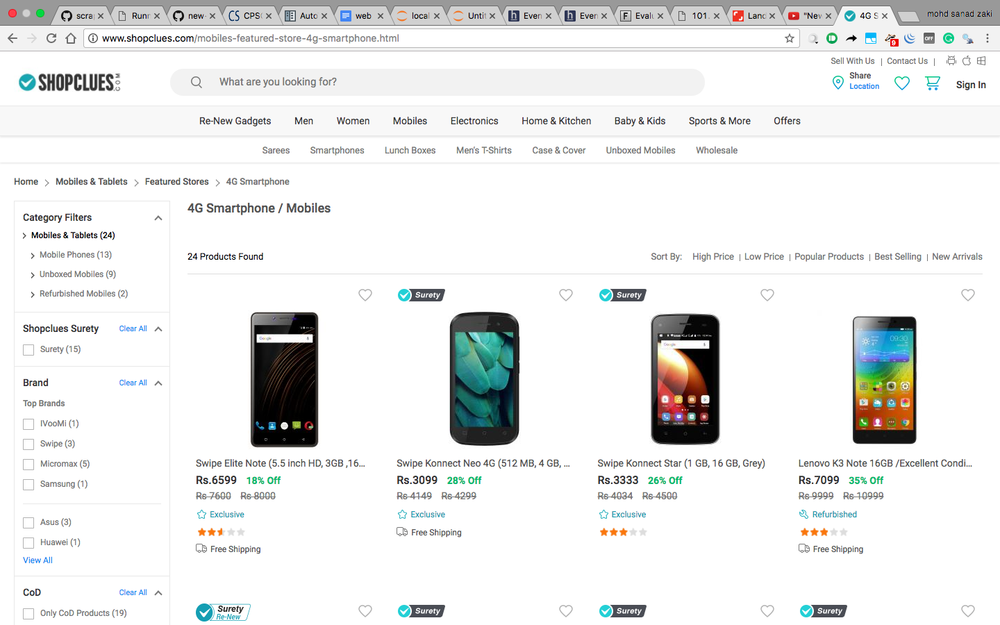 scrap
Runn
new-
CPSC
Auto
web
local
Untit
Even
Even
Evalu
101.
Land
"New
4G S
mohd sanad zaki
www.shopclues.com/mobiles-featured-store-4g-smartphone.html
9
OFF
Sell With Us | Contact Us |
SHOPCLUES.COM
What are you looking for?
Share
Location
Sign In
Re-New Gadgets Men Women Mobiles Electronics Home & Kitchen Baby & Kids Sports & More Offers
Sarees Smartphones Lunch Boxes Men's T-Shirts Case & Cover Unboxed Mobiles Wholesale
Home > Mobiles & Tablets > Featured Stores > 4G Smartphone
Category Filters
Mobiles & Tablets (24)
Mobile Phones (13)
Unboxed Mobiles (9)
Refurbished Mobiles (2)
Shopclues Surety Clear All
Surety (15)
Brand Clear All
Top Brands
IVooMi (1)
Swipe (3)
Micromax (5)
Samsung (1)
Asus (3)
Huawei (1)
View All
CoD Clear All
Only CoD Products (19)
4G Smartphone / Mobiles
24 Products Found
Sort By: High Price | Low Price | Popular Products | Best Selling | New Arrivals
Google
Swipe Elite Note (5.5 inch HD, 3GB ,16...
Rs.6599 18% Off
Rs 7600 Rs 8000
Exclusive
Free Shipping
Surety
Swipe Konnect Neo 4G (512 MB, 4 GB, ...
Rs.3099 28% Off
Rs 4149 Rs 4299
Exclusive
Free Shipping
Surety
Google
Swipe Konnect Star (1 GB, 16 GB, Grey)
Rs.3333 26% Off
Rs 4034 Rs 4500
Exclusive
09:30
Lenovo K3 Note 16GB /Excellent Condi...
Rs.7099 35% Off
Rs 9999 Rs 10999
Refurbished
Free Shipping
Surety
Re-New
Surety
Surety
Surety